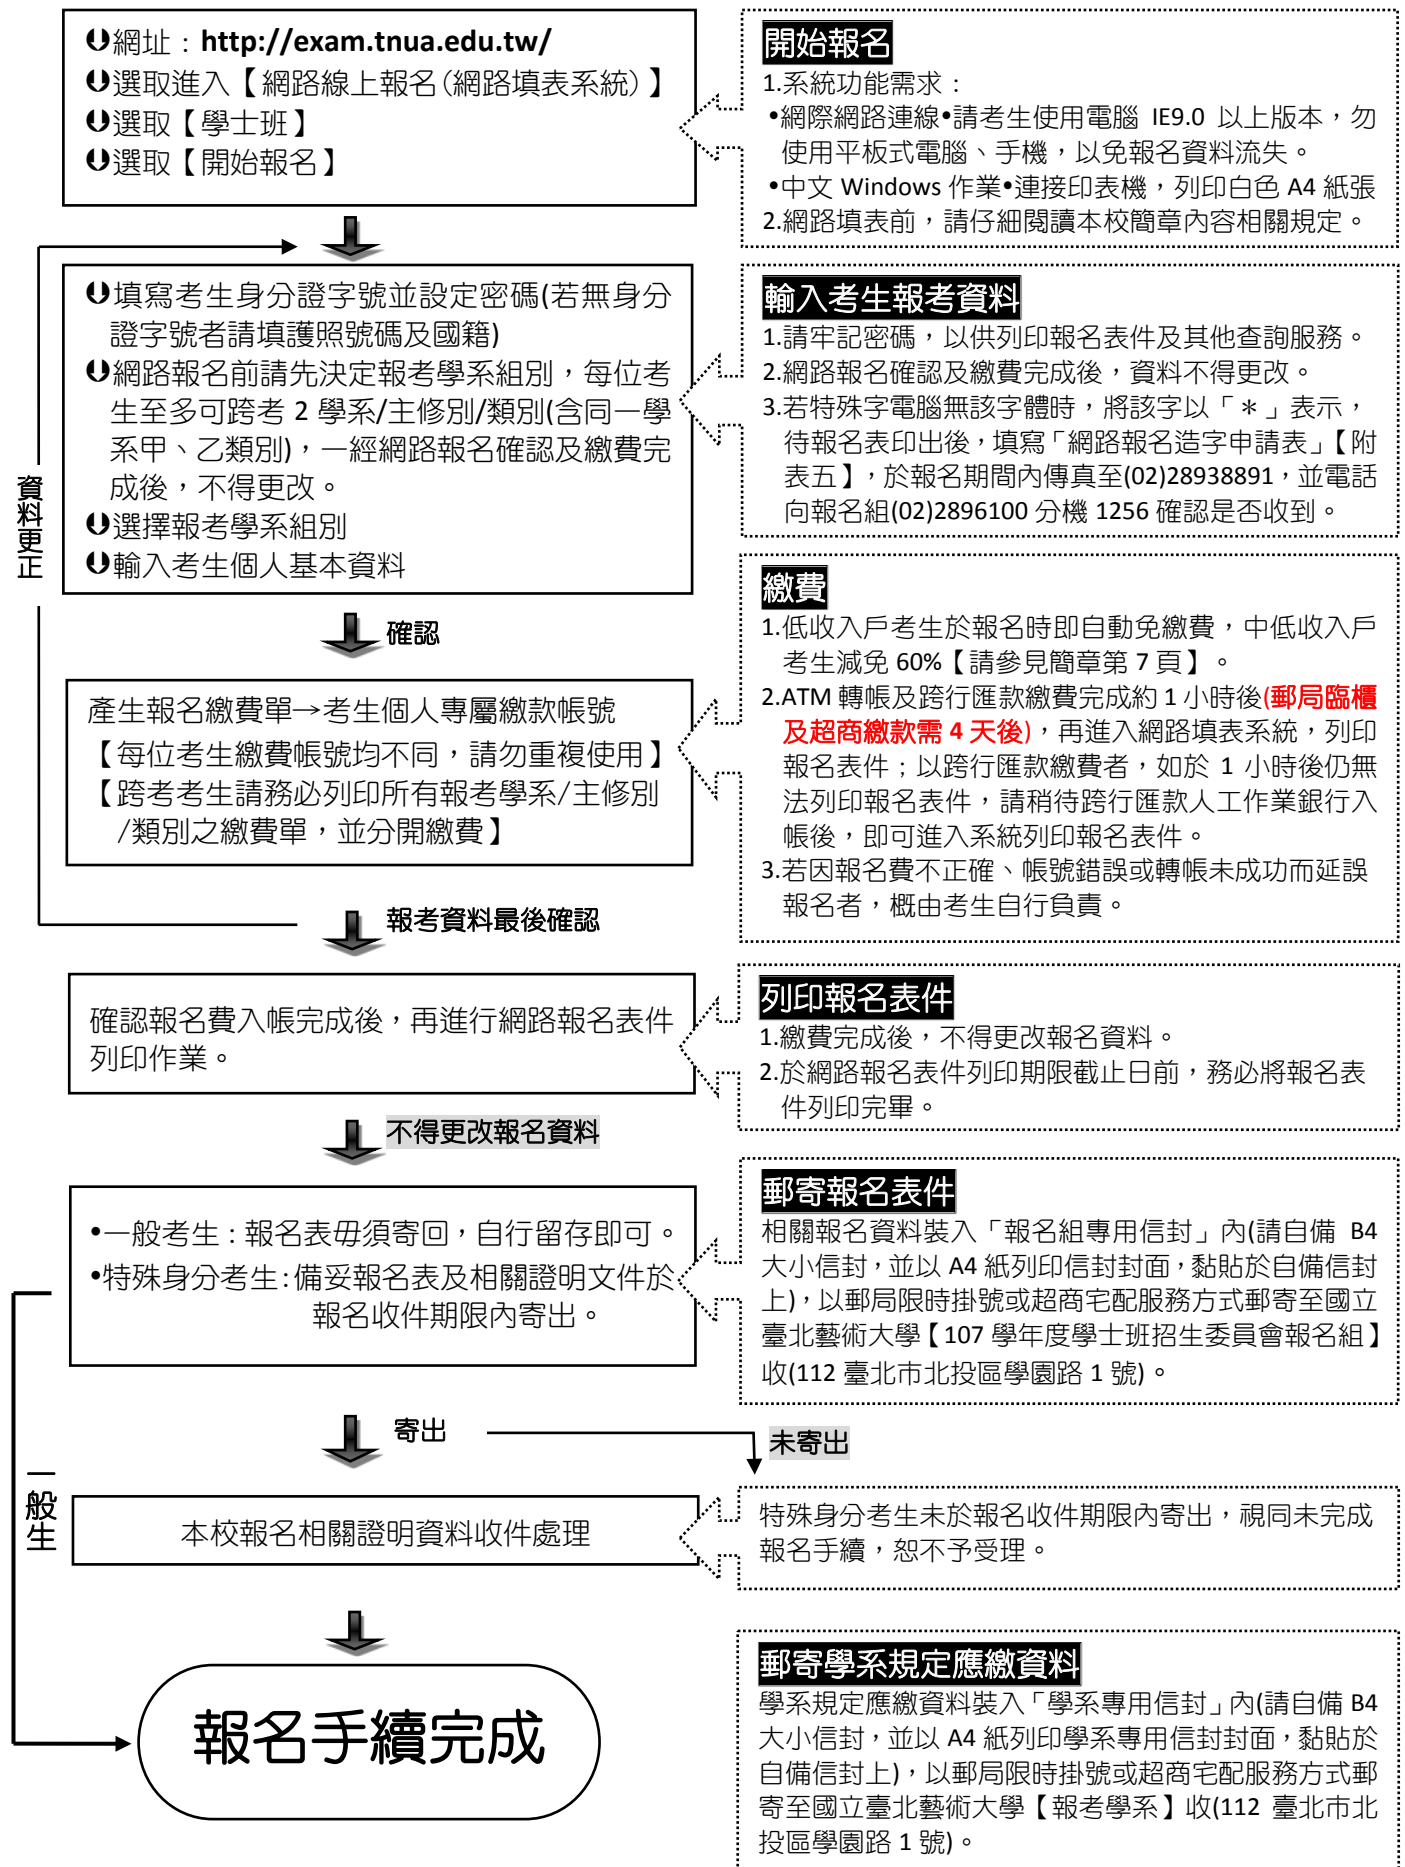 網址：http://exam.tnua.edu.tw/
選取進入【網路線上報名(網路填表系統)】
選取【學士班】
選取【開始報名】
開始報名
1.系統功能需求：
•網際網路連線•請考生使用電腦 IE9.0 以上版本，勿
使用平板式電腦、手機，以免報名資料流失。
•中文 Windows 作業•連接印表機，列印白色 A4 紙張
2.網路填表前，請仔細閱讀本校簡章內容相關規定。
填寫考生身分證字號並設定密碼(若無身分
證字號者請填護照號碼及國籍)
網路報名前請先決定報考學系組別，每位考
生至多可跨考 2 學系/主修別/類別(含同一學
系甲、乙類別)，一經網路報名確認及繳費完
成後，不得更改。
選擇報考學系組別
輸入考生個人基本資料
輸入考生報考資料
1.請牢記密碼，以供列印報名表件及其他查詢服務。
2.網路報名確認及繳費完成後，資料不得更改。
3.若特殊字電腦無該字體時，將該字以「＊」表示，
待報名表印出後，填寫「網路報名造字申請表」【附
表五】，於報名期間內傳真至(02)28938891，並電話
向報名組(02)2896100 分機 1256 確認是否收到。
資料更正
確認
產生報名繳費單→考生個人專屬繳款帳號
【每位考生繳費帳號均不同，請勿重複使用】
【跨考考生請務必列印所有報考學系/主修別
/類別之繳費單，並分開繳費】
繳費
1.低收入戶考生於報名時即自動免繳費，中低收入戶
考生減免 60%【請參見簡章第 7 頁】。
2.ATM 轉帳及跨行匯款繳費完成約 1 小時後(郵局臨櫃
及超商繳款需 4 天後)，再進入網路填表系統，列印
報名表件；以跨行匯款繳費者，如於 1 小時後仍無
法列印報名表件，請稍待跨行匯款人工作業銀行入
帳後，即可進入系統列印報名表件。
3.若因報名費不正確、帳號錯誤或轉帳未成功而延誤
報名者，概由考生自行負責。
報考資料最後確認
確認報名費入帳完成後，再進行網路報名表件
列印作業。
列印報名表件
1.繳費完成後，不得更改報名資料。
2.於網路報名表件列印期限截止日前，務必將報名表
件列印完畢。
不得更改報名資料
•一般考生：報名表毋須寄回，自行留存即可。
•特殊身分考生：備妥報名表及相關證明文件於
報名收件期限內寄出。
郵寄報名表件
相關報名資料裝入「報名組專用信封」內(請自備 B4
大小信封，並以 A4 紙列印信封封面，黏貼於自備信封
上)，以郵局限時掛號或超商宅配服務方式郵寄至國立
臺北藝術大學【107 學年度學士班招生委員會報名組】
收(112 臺北市北投區學園路 1 號)。
寄出
未寄出
一般生
本校報名相關證明資料收件處理
特殊身分考生未於報名收件期限內寄出，視同未完成
報名手續，恕不予受理。
報名手續完成
郵寄學系規定應繳資料
學系規定應繳資料裝入「學系專用信封」內(請自備 B4
大小信封，並以 A4 紙列印學系專用信封封面，黏貼於
自備信封上)，以郵局限時掛號或超商宅配服務方式郵
寄至國立臺北藝術大學【報考學系】收(112 臺北市北
投區學園路 1 號)。